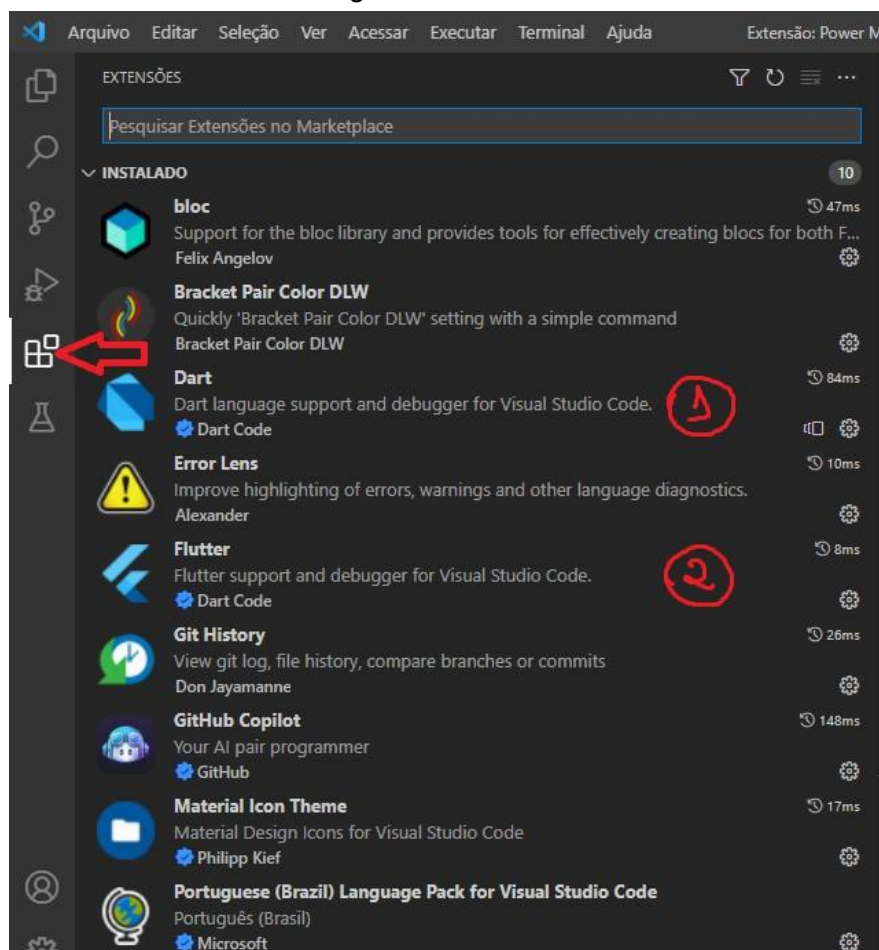 Arquivo Editar Seleção Ver Acessar Executar Terminal Ajuda Extensão: Power M
EXTENSÕES
Pesquisar Extensões no Marketplace
INSTALADO 10
bloc 47ms
Support for the bloc library and provides tools for effectively creating blocs for both F...
Felix Angelov
Bracket Pair Color DLW
Quickly 'Bracket Pair Color DLW' setting with a simple command
Bracket Pair Color DLW
Dart 84ms
Dart language support and debugger for Visual Studio Code. 1
Dart Code
Error Lens 10ms
Improve highlighting of errors, warnings and other language diagnostics.
Alexander
Flutter 8ms
Flutter support and debugger for Visual Studio Code. 2
Dart Code
Git History 26ms
View git log, file history, compare branches or commits
Don Jayamanne
GitHub Copilot 148ms
Your AI pair programmer
GitHub
Material Icon Theme 17ms
Material Design Icons for Visual Studio Code
Philipp Kief
Portuguese (Brazil) Language Pack for Visual Studio Code
Português (Brasil)
Microsoft